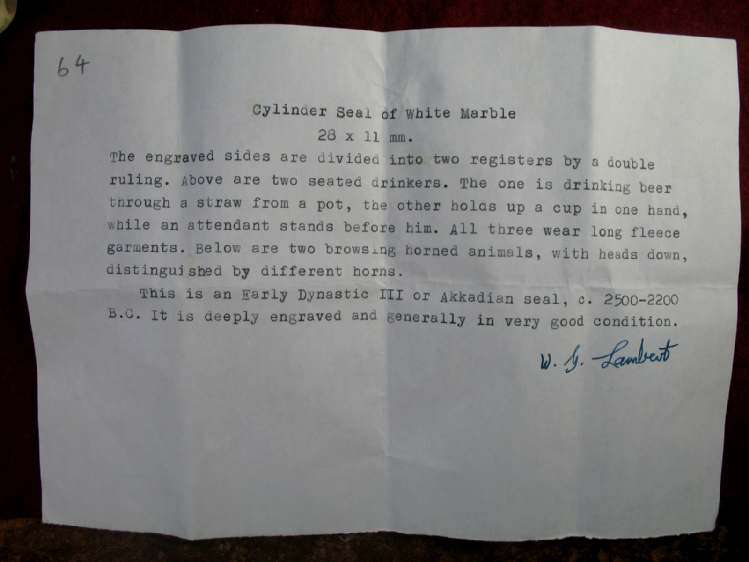 64
Cylinder Seal of White Marble
28 x 11 mm.
The engraved sides are divided into two registers by a double
ruling. Above are two seated drinkers. The one is drinking beer
through a straw from a pot, the other holds up a cup in one hand,
while an attendant stands before him. All three wear long fleece
garments. Below are two browsing horned animals, with heads down,
distinguished by different horns.
This is an Early Dynastic III or Akkadian seal, c. 2500-2200
B.C. It is deeply engraved and generally in very good condition.
W. G. Lambert